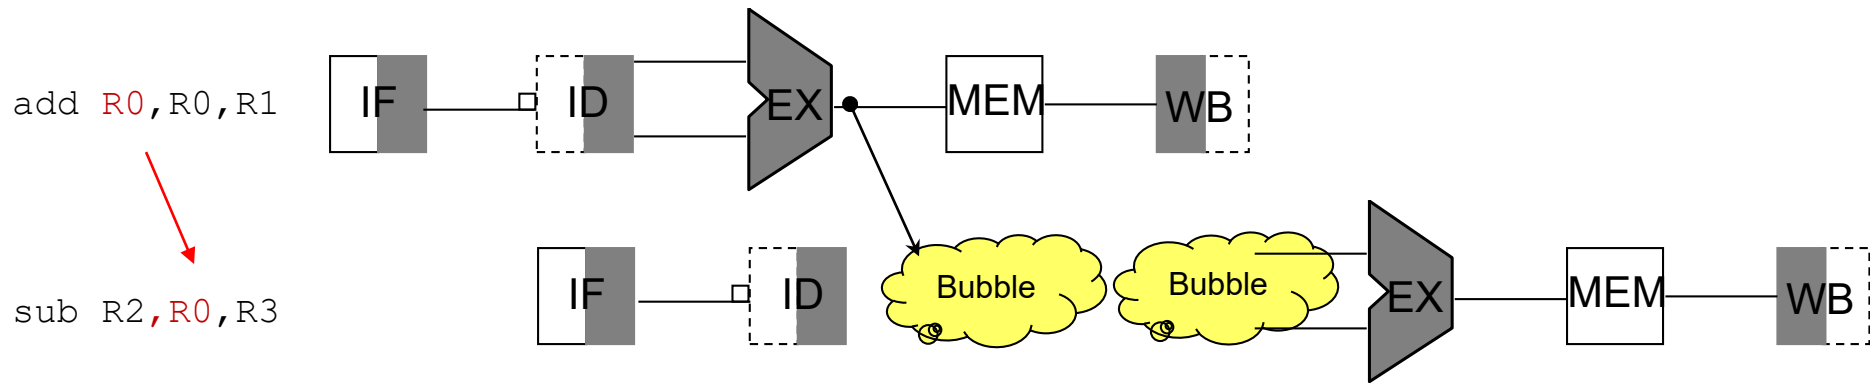 add R0,R0,R1 IF ID EX MEM WB
sub R2,R0,R3 IF ID Bubble Bubble EX MEM WB